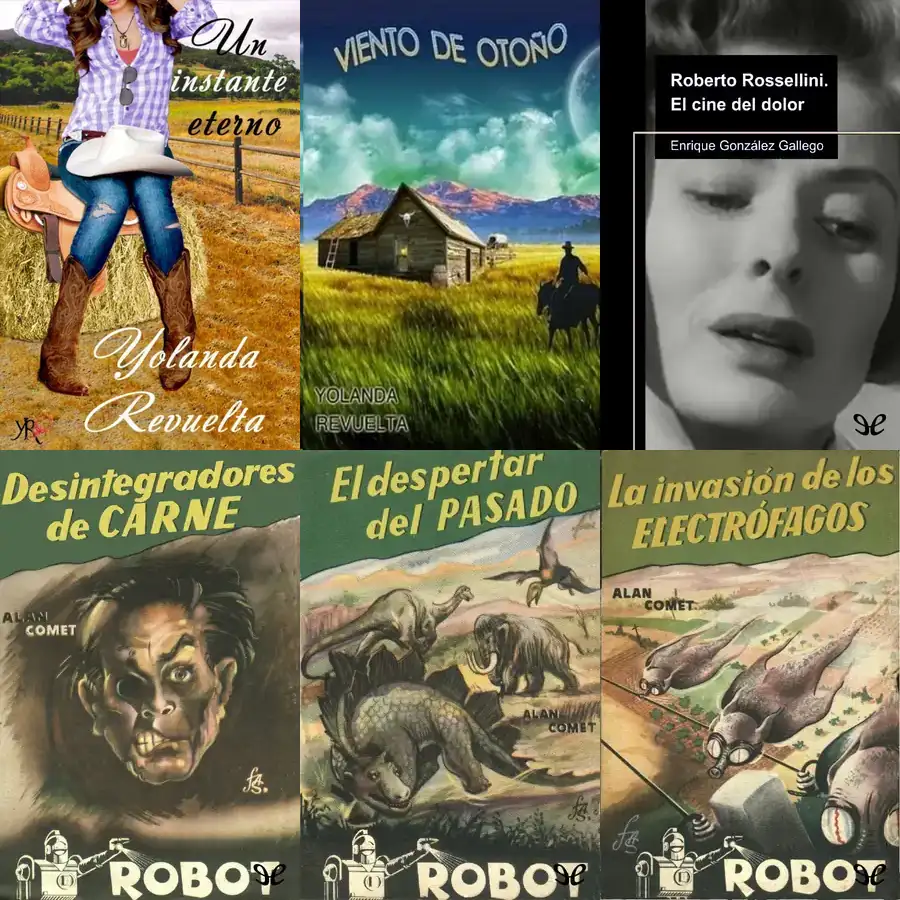 Un
instante
eterno
Yolanda
Revuelta
YR
VIENTO DE OTOÑO
YOLANDA
REVUELTA
Roberto Rossellini.
El cine del dolor
Enrique González Gallego
Desintegradores
de CARNE
ALAN
COMET
fAS.
ROBOT
El despertar
del PASADO
ALAN
COMET
fAS.
ROBOT
La invasión de los
ELECTRÓFAGOS
ALAN
COMET
ROBOT